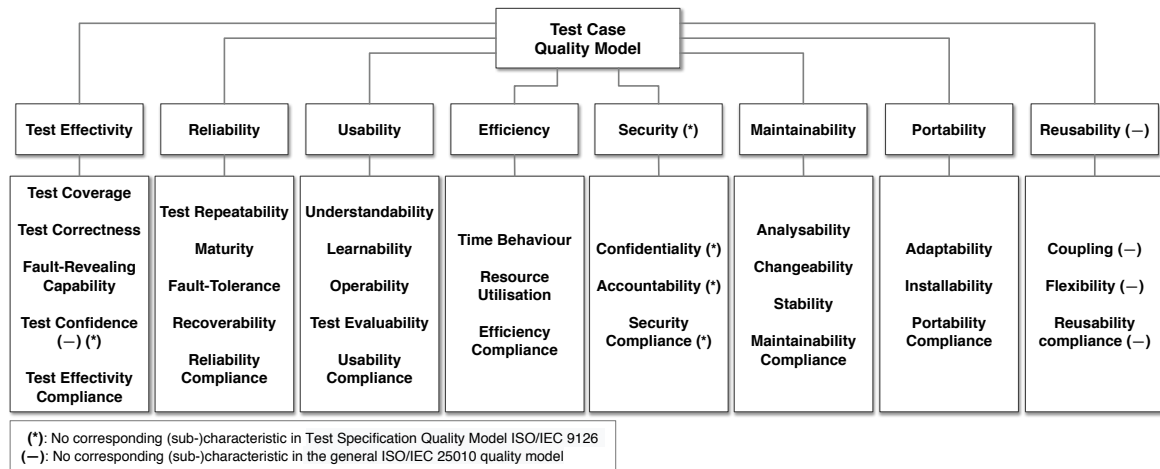 Test Case
Quality Model
Test Effectivity
Reliability
Usability
Efficiency
Security (*)
Maintainability
Portability
Reusability (—)
Test Coverage
Test Correctness
Fault-Revealing
Capability
Test Confidence
(—) (*)
Test Effectivity
Compliance
Test Repeatability
Maturity
Fault-Tolerance
Recoverability
Reliability
Compliance
Understandability
Learnability
Operability
Test Evaluability
Usability
Compliance
Time Behaviour
Resource
Utilisation
Efficiency
Compliance
Confidentiality (*)
Accountability (*)
Security
Compliance (*)
Analysability
Changeability
Stability
Maintainability
Compliance
Adaptability
Installability
Portability
Compliance
Coupling (—)
Flexibility (—)
Reusability
compliance (—)
(*): No corresponding (sub-)characteristic in Test Specification Quality Model ISO/IEC 9126
(—): No corresponding (sub-)characteristic in the general ISO/IEC 25010 quality model